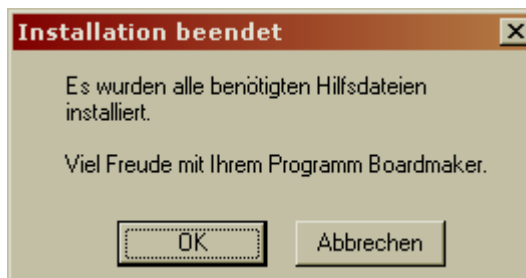 Installation beendet
Es wurden alle benötigten Hilfsdateien
installiert.
Viel Freude mit Ihrem Programm Boardmaker.
OK
Abbrechen